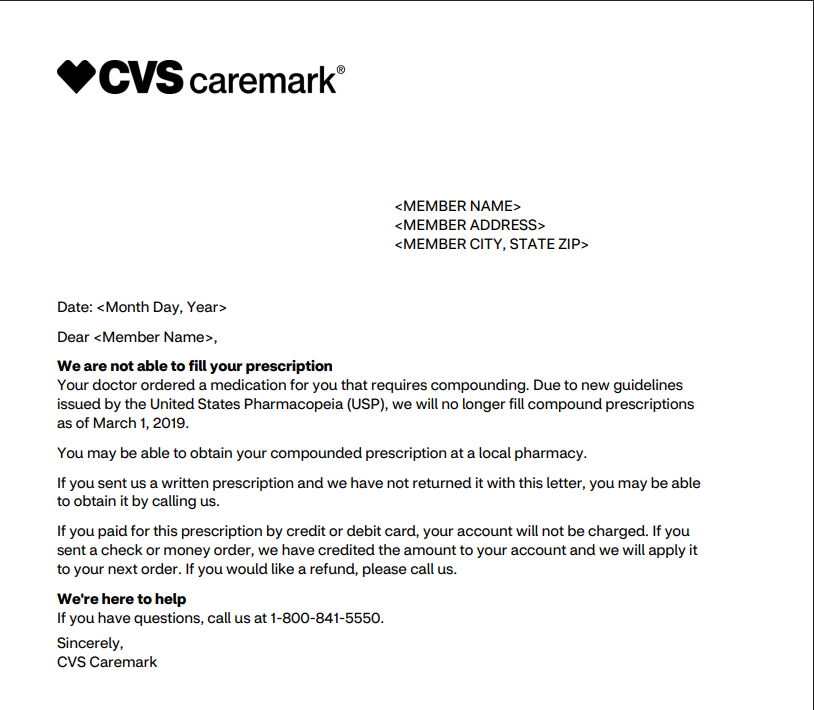 CVS caremark®
<MEMBER NAME>
<MEMBER ADDRESS>
<MEMBER CITY, STATE ZIP>
Date: <Month Day, Year>
Dear <Member Name>,
We are not able to fill your prescription
Your doctor ordered a medication for you that requires compounding. Due to new guidelines
issued by the United States Pharmacopeia (USP), we will no longer fill compound prescriptions
as of March 1, 2019.
You may be able to obtain your compounded prescription at a local pharmacy.
If you sent us a written prescription and we have not returned it with this letter, you may be able
to obtain it by calling us.
If you paid for this prescription by credit or debit card, your account will not be charged. If you
sent a check or money order, we have credited the amount to your account and we will apply it
to your next order. If you would like a refund, please call us.
We're here to help
If you have questions, call us at 1-800-841-5550.
Sincerely,
CVS Caremark